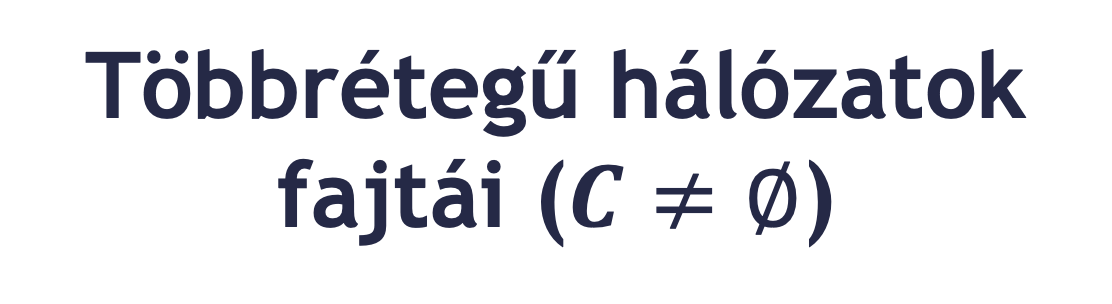 Többrétegű hálózatok
fajtái (C ≠ ∅)